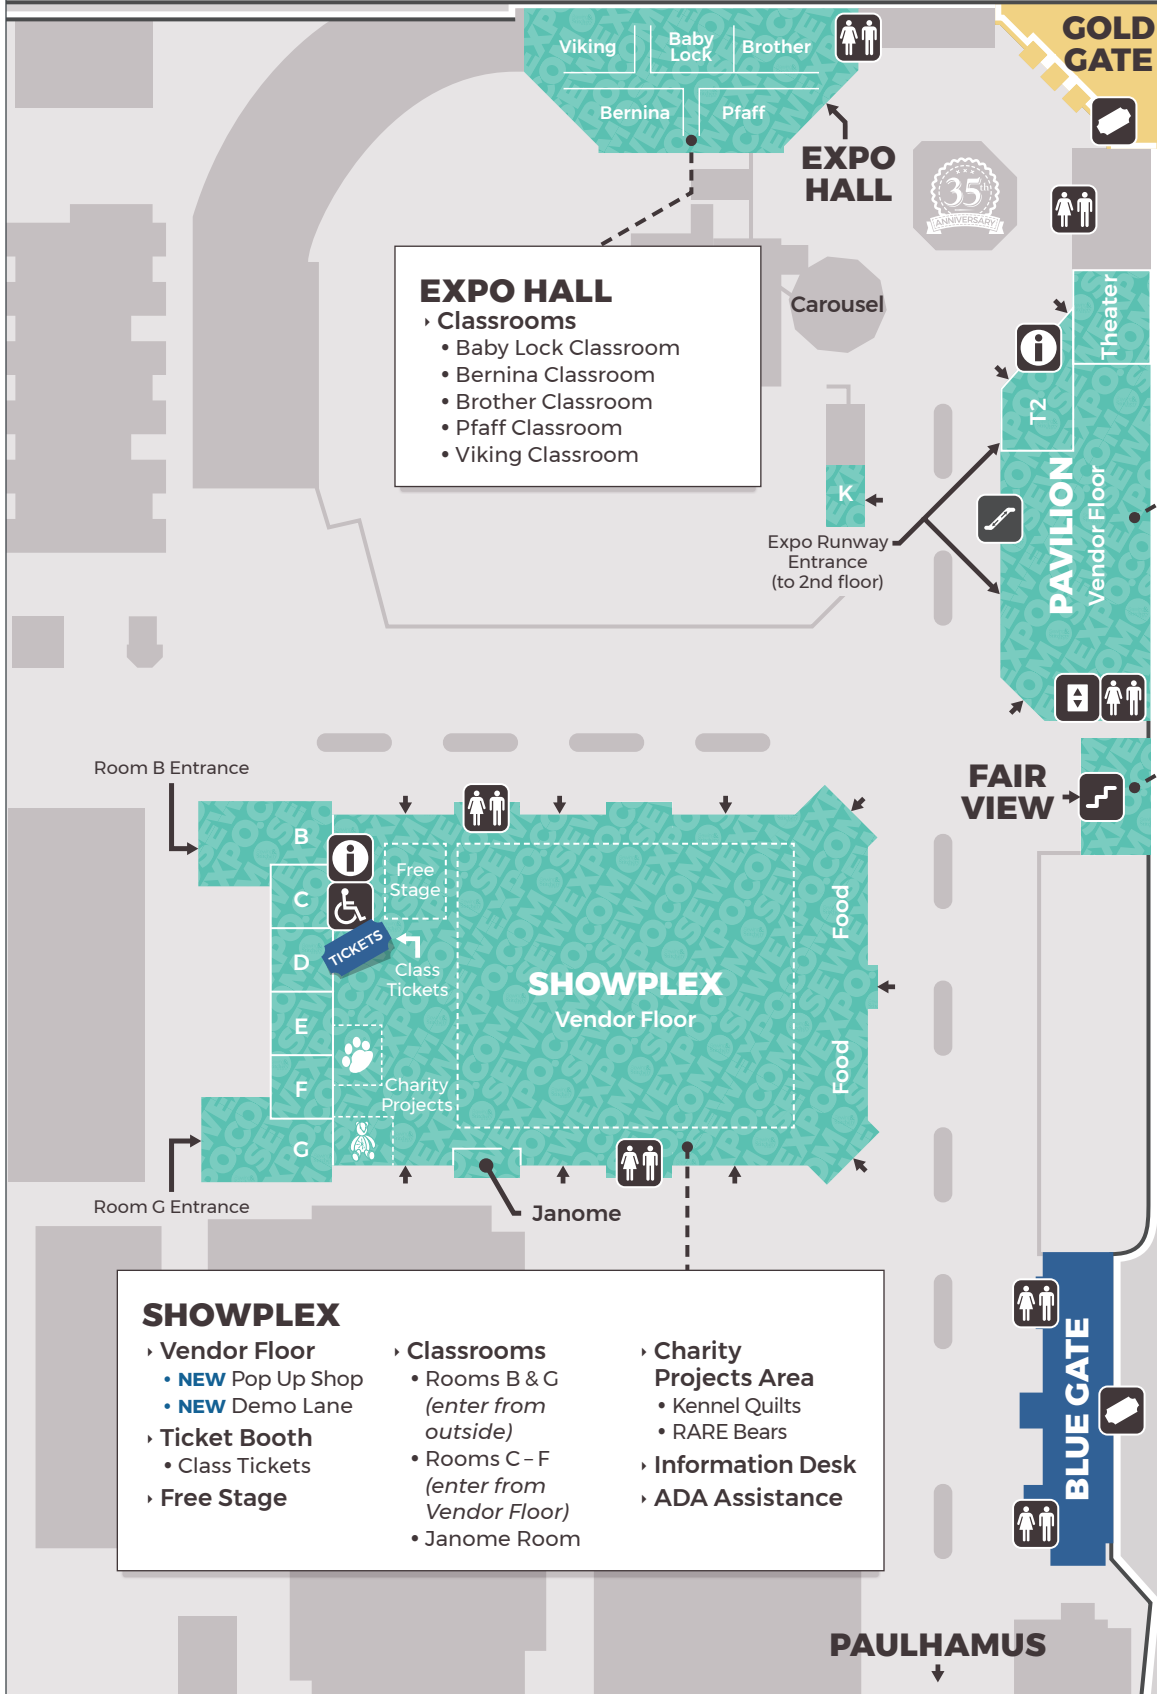 Viking
Baby
Lock
Brother
Bernina
Pfaff
GOLD
GATE
EXPO
HALL
35th
ANNIVERSARY
EXPO HALL
Classrooms
• Baby Lock Classroom
• Bernina Classroom
• Brother Classroom
• Pfaff Classroom
• Viking Classroom
Carousel
Theater
T2
K
PAVILION
Vendor Floor
Expo Runway
Entrance
(to 2nd floor)
Room B Entrance
FAIR
VIEW
B
C
D
E
F
G
Free
Stage
TICKETS
Class
Tickets
Charity
Projects
SHOWPLEX
Vendor Floor
Food
Food
Room G Entrance
Janome
SHOWPLEX
Vendor Floor
• NEW Pop Up Shop
• NEW Demo Lane
Ticket Booth
• Class Tickets
Free Stage
Classrooms
• Rooms B & G
(enter from
outside)
• Rooms C – F
(enter from
Vendor Floor)
• Janome Room
Charity
Projects Area
• Kennel Quilts
• RARE Bears
Information Desk
ADA Assistance
BLUE GATE
PAULHAMUS